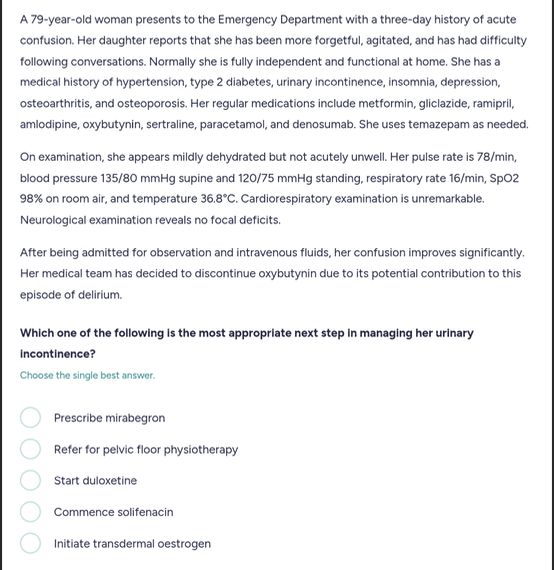 A 79-year-old woman presents to the Emergency Department with a three-day history of acute
confusion. Her daughter reports that she has been more forgetful, agitated, and has had difficulty
following conversations. Normally she is fully independent and functional at home. She has a
medical history of hypertension, type 2 diabetes, urinary incontinence, insomnia, depression,
osteoarthritis, and osteoporosis. Her regular medications include metformin, gliclazide, ramipril,
amlodipine, oxybutynin, sertraline, paracetamol, and denosumab. She uses temazepam as needed.
On examination, she appears mildly dehydrated but not acutely unwell. Her pulse rate is 78/min,
blood pressure 135/80 mmHg supine and 120/75 mmHg standing, respiratory rate 16/min, SpO2
98% on room air, and temperature 36.8°C. Cardiorespiratory examination is unremarkable.
Neurological examination reveals no focal deficits.
After being admitted for observation and intravenous fluids, her confusion improves significantly.
Her medical team has decided to discontinue oxybutynin due to its potential contribution to this
episode of delirium.
Which one of the following is the most appropriate next step in managing her urinary
incontinence?
Choose the single best answer.
Prescribe mirabegron
Refer for pelvic floor physiotherapy
Start duloxetine
Commence solifenacin
Initiate transdermal oestrogen